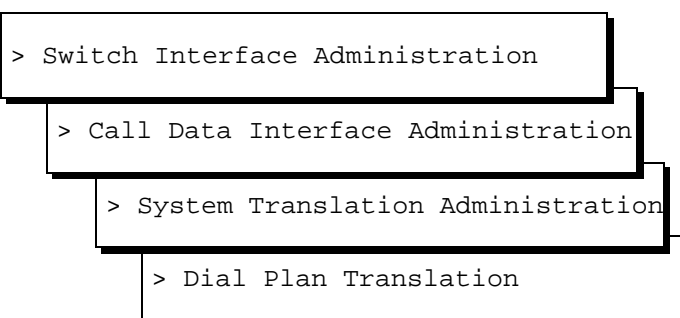 > Switch Interface Administration
> Call Data Interface Administration
> System Translation Administration
> Dial Plan Translation